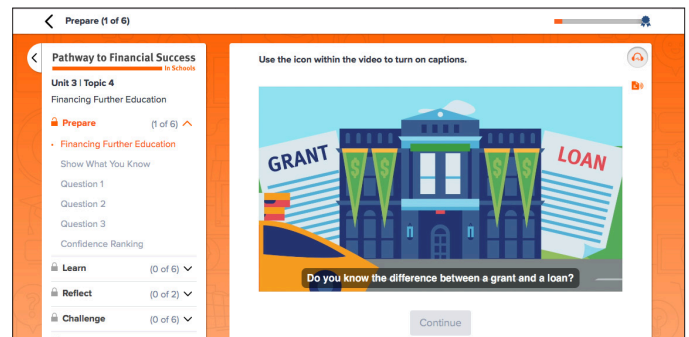 Prepare (1 of 6)
Pathway to Financial Success
In Schools
Unit 3 | Topic 4
Financing Further Education
Prepare (1 of 6)
Financing Further Education
Show What You Know
Question 1
Question 2
Question 3
Confidence Ranking
Learn (0 of 6)
Reflect (0 of 2)
Challenge (0 of 6)
Use the icon within the video to turn on captions.
GRANT
$ $ $ $
LOAN
Do you know the difference between a grant and a loan?
Continue